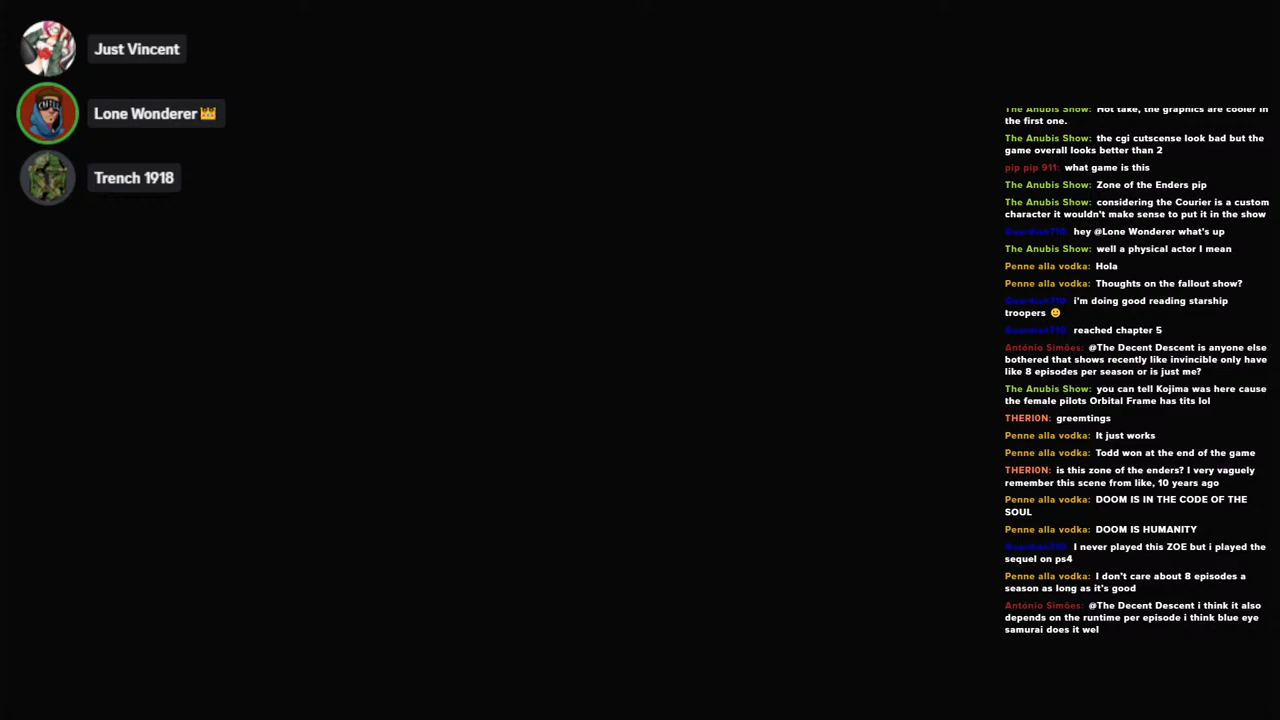 Just Vincent
Lone Wonderer
Trench 1918
The Anubis Show: Hot take, the graphics are cooler in
the first one.
The Anubis Show: the cgi cutscense look bad but the
game overall looks better than 2
pip pip 911: what game is this
The Anubis Show: Zone of the Enders pip
The Anubis Show: considering the Courier is a custom
character it wouldn't make sense to put it in the show
hey @Lone Wonderer what's up
The Anubis Show: well a physical actor I mean
Penne alla vodka: Hola
Penne alla vodka: Thoughts on the fallout show?
i'm doing good reading starship
troopers 🙂
reached chapter 5
António Simões: @The Decent Descent is anyone else
bothered that shows recently like invincible only have
like 8 episodes per season or is just me?
The Anubis Show: you can tell Kojima was here cause
the female pilots Orbital Frame has tits lol
THERI0N: greemtings
Penne alla vodka: It just works
Penne alla vodka: Todd won at the end of the game
THERI0N: is this zone of the enders? I very vaguely
remember this scene from like, 10 years ago
Penne alla vodka: DOOM IS IN THE CODE OF THE
SOUL
Penne alla vodka: DOOM IS HUMANITY
I never played this ZOE but i played the
sequel on ps4
Penne alla vodka: I don't care about 8 episodes a
season as long as it's good
António Simões: @The Decent Descent i think it also
depends on the runtime per episode i think blue eye
samurai does it wel